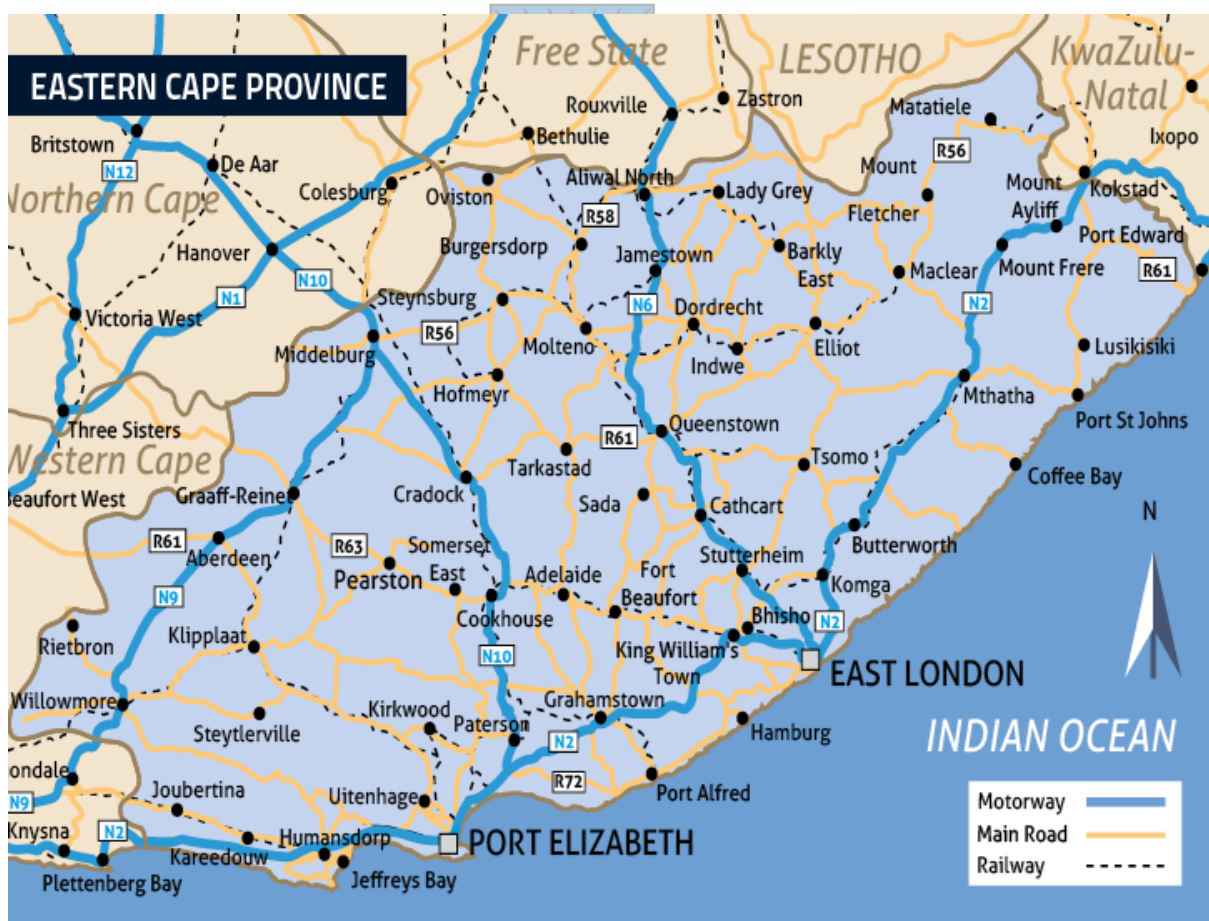 EASTERN CAPE PROVINCE
Free State
LESOTHO
KwaZulu-
Natal
Britstown
N12
De Aar
Northern Cape
Colesburg
Hanover
N10
N1
Victoria West
Three Sisters
Western Cape
Beaufort West
Rouxville
Zastron
Bethulie
Matatiele
Ixopo
Oviston
Aliwal North
Lady Grey
Mount
Fletcher
R56
Mount
Ayliff
Kokstad
R58
Burgersdorp
Jamestown
Barkly
East
Maclear
Mount Frere
Port Edward
R61
Steynsburg
R56
Middelburg
Molteno
N6
Dordrecht
Indwe
Elliot
N2
Lusikisiki
Hofmeyr
Mthatha
Port St Johns
Queenstown
R61
Tarkastad
Tsomo
Coffee Bay
Graaff-Reinet
Cradock
Sada
Cathcart
Butterworth
N
R61
Aberdeen
R63
Pearston
Somerset
East
Cookhouse
Adelaide
Fort
Beaufort
Stutterheim
Komga
N9
Rietbron
Klipplaat
N10
Bhisho
N2
King William's
Town
EAST LONDON
Willowmore
Steytlerville
Kirkwood
Paterson
Grahamstown
N2
Hamburg
INDIAN OCEAN
ondale
Joubertina
Uitenhage
R72
Port Alfred
N9
Knysna
N2
Kareedouw
Humansdorp
PORT ELIZABETH
Plettenberg Bay
Jeffreys Bay
Motorway
Main Road
Railway